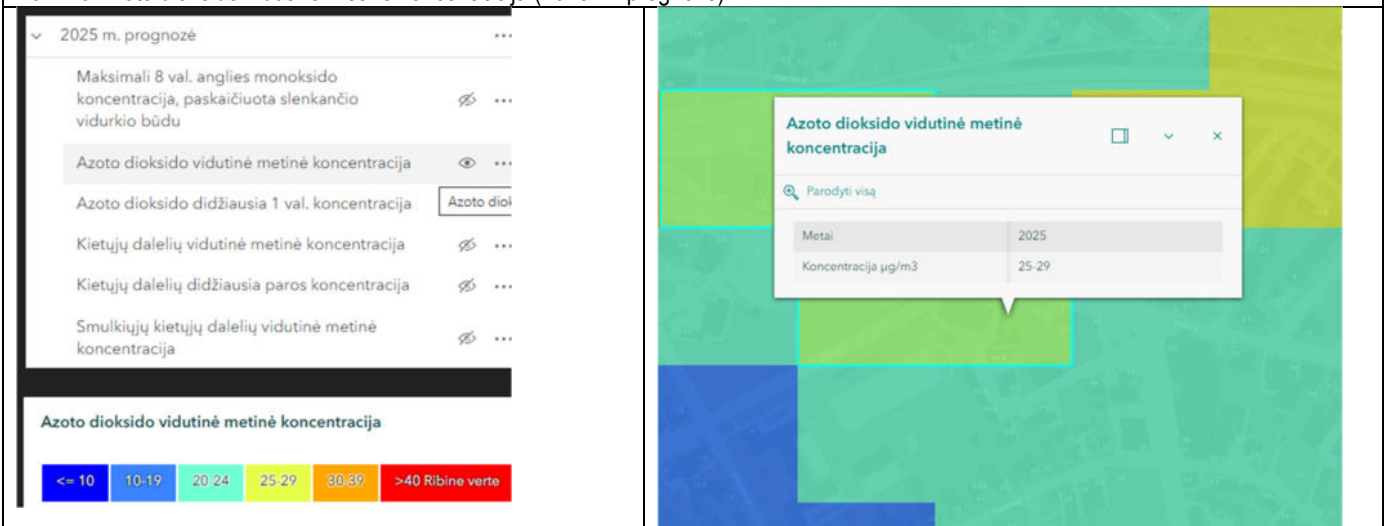 2025 m. prognozė
Maksimali 8 val. anglies monoksido
koncentracija, paskaičiuota slenkančio
vidurkio būdu
Azoto dioksido vidutinė metinė koncentracija
Azoto dioksido didžiausia 1 val. koncentracija
Azoto diok
Kietųjų dalelių vidutinė metinė koncentracija
Kietųjų dalelių didžiausia paros koncentracija
Smulkiųjų kietųjų dalelių vidutinė metinė
koncentracija
Azoto dioksido vidutinė metinė koncentracija
<= 10 10-19 20-24 25-29 30-39 >40 Ribine verte
Azoto dioksido vidutinė metinė
koncentracija
Parodyti visą
Metai 2025
Koncentracija µg/m3 25-29